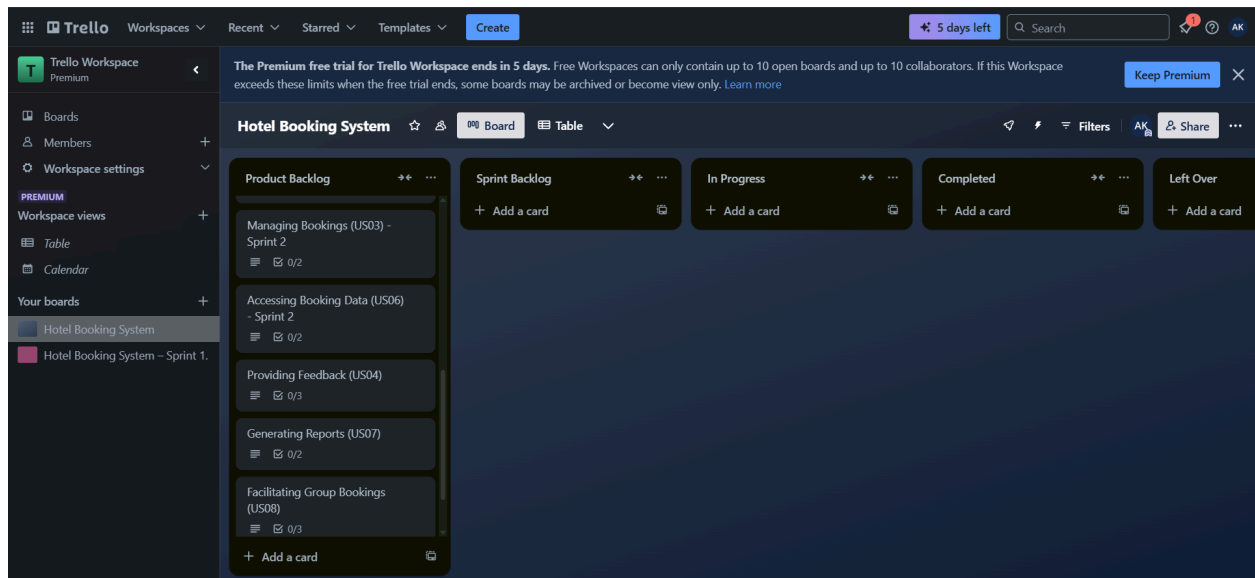 Trello
Workspaces
Recent
Starred
Templates
Create
5 days left
Search
1
AK
T
Trello Workspace
Premium
The Premium free trial for Trello Workspace ends in 5 days. Free Workspaces can only contain up to 10 open boards and up to 10 collaborators. If this Workspace
exceeds these limits when the free trial ends, some boards may be archived or become view only. Learn more
Keep Premium
Boards
Members
Workspace settings
PREMIUM
Workspace views
Table
Calendar
Your boards
Hotel Booking System
Hotel Booking System – Sprint 1.
Hotel Booking System
Board
Table
Filters
AK
Share
Product Backlog
Managing Bookings (US03) -
Sprint 2
0/2
Accessing Booking Data (US06)
- Sprint 2
0/2
Providing Feedback (US04)
0/3
Generating Reports (US07)
0/2
Facilitating Group Bookings
(US08)
0/3
+ Add a card
Sprint Backlog
+ Add a card
In Progress
+ Add a card
Completed
+ Add a card
Left Over
+ Add a card